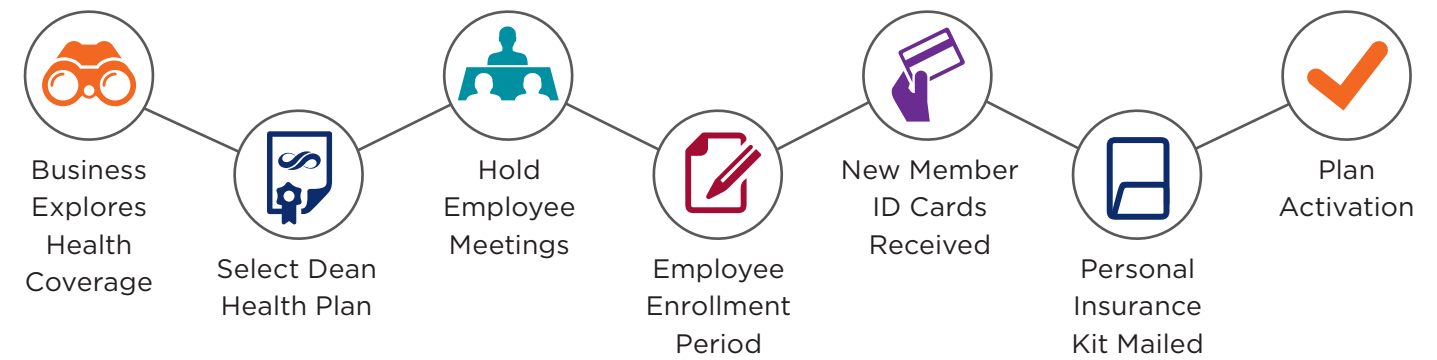 Business
Explores
Health
Coverage
Select Dean
Health Plan
Hold
Employee
Meetings
Employee
Enrollment
Period
New Member
ID Cards
Received
Personal
Insurance
Kit Mailed
Plan
Activation